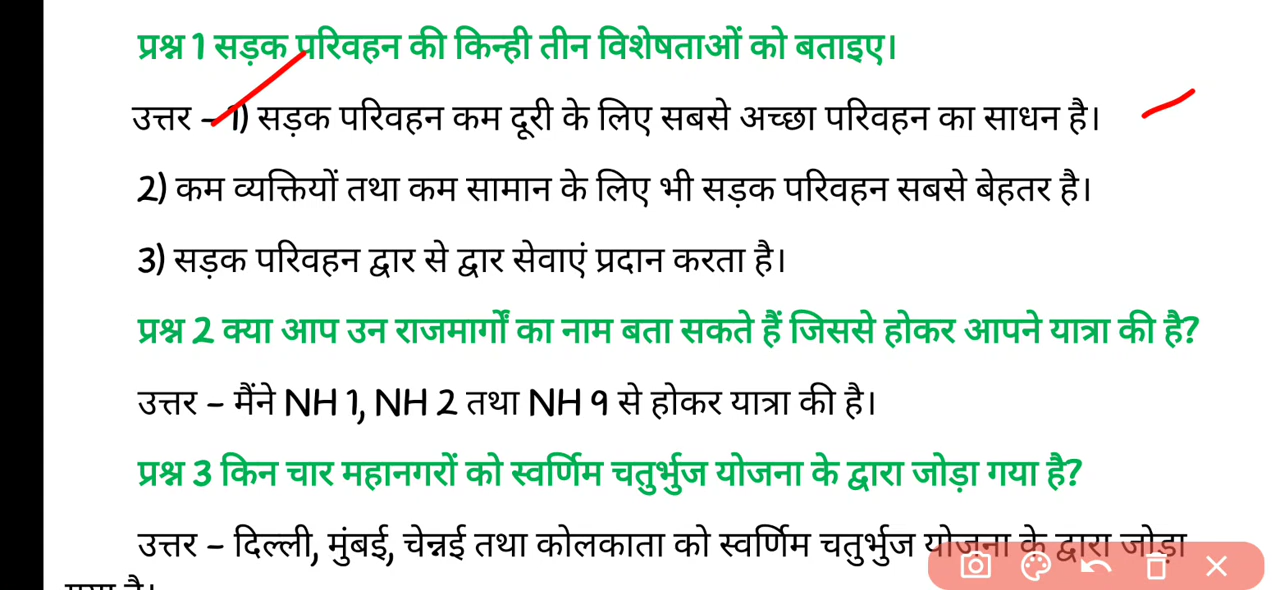 प्रश्न 1 सड़क परिवहन की किन्ही तीन विशेषताओं को बताइए।
उत्तर – 1) सड़क परिवहन कम दूरी के लिए सबसे अच्छा परिवहन का साधन है।
2) कम व्यक्तियों तथा कम सामान के लिए भी सड़क परिवहन सबसे बेहतर है।
3) सड़क परिवहन द्वार से द्वार सेवाएं प्रदान करता है।
प्रश्न 2 क्या आप उन राजमार्गों का नाम बता सकते हैं जिससे होकर आपने यात्रा की है?
उत्तर – मैंने NH 1, NH 2 तथा NH 9 से होकर यात्रा की है।
प्रश्न 3 किन चार महानगरों को स्वर्णिम चतुर्भुज योजना के द्वारा जोड़ा गया है?
उत्तर – दिल्ली, मुंबई, चेन्नई तथा कोलकाता को स्वर्णिम चतुर्भुज योजना के द्वारा जोड़ा